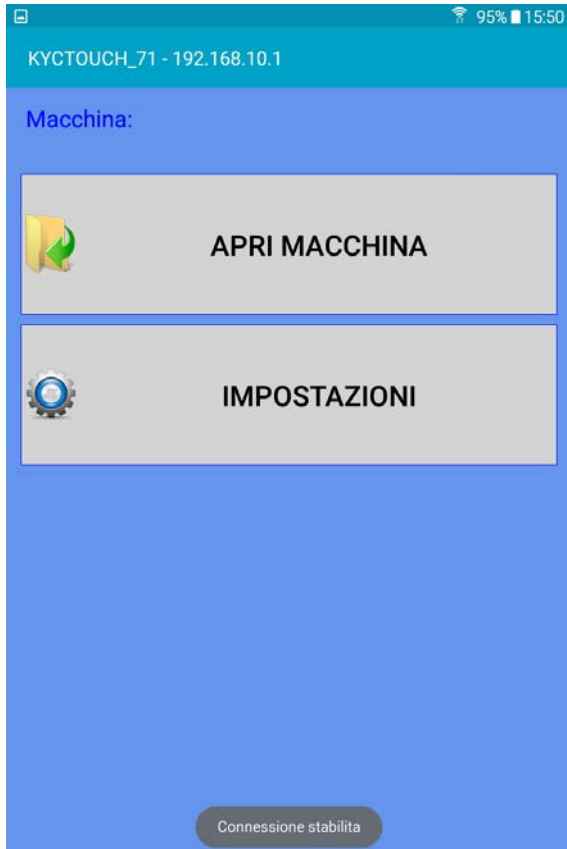 95% 15:50
KYCTOUCH_71 - 192.168.10.1
Macchina:
APRI MACCHINA
IMPOSTAZIONI
Connessione stabilita